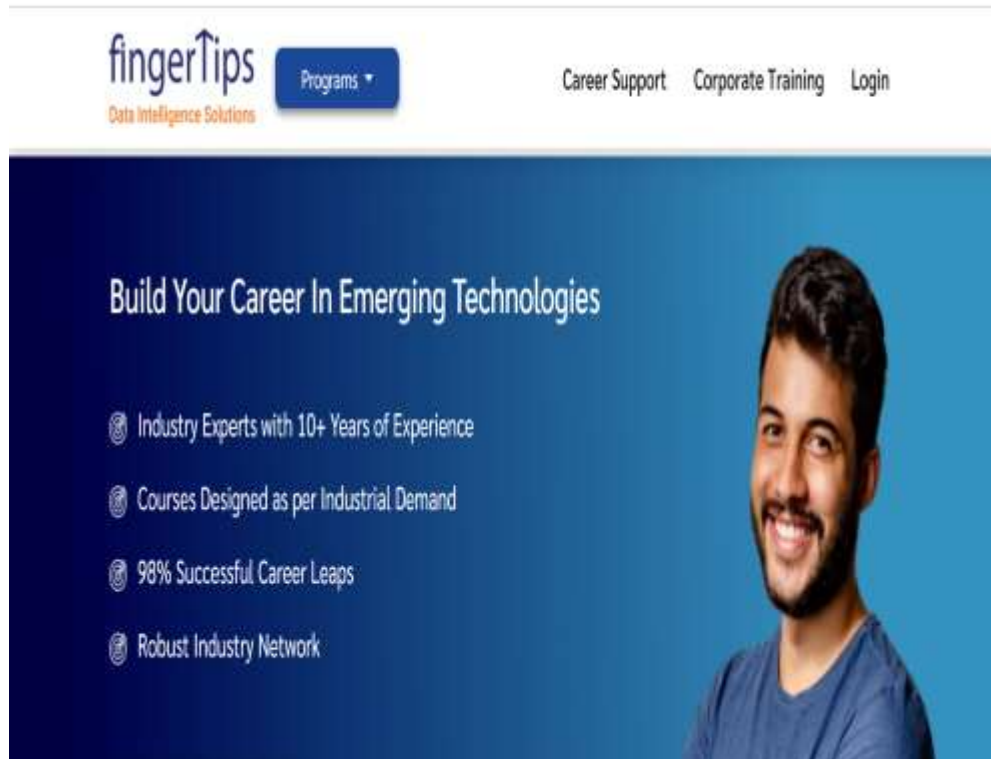 fingerTips
Data Intelligence Solutions
Programs
Career Support
Corporate Training
Login
Build Your Career In Emerging Technologies
Industry Experts with 10+ Years of Experience
Courses Designed as per Industrial Demand
98% Successful Career Leaps
Robust Industry Network